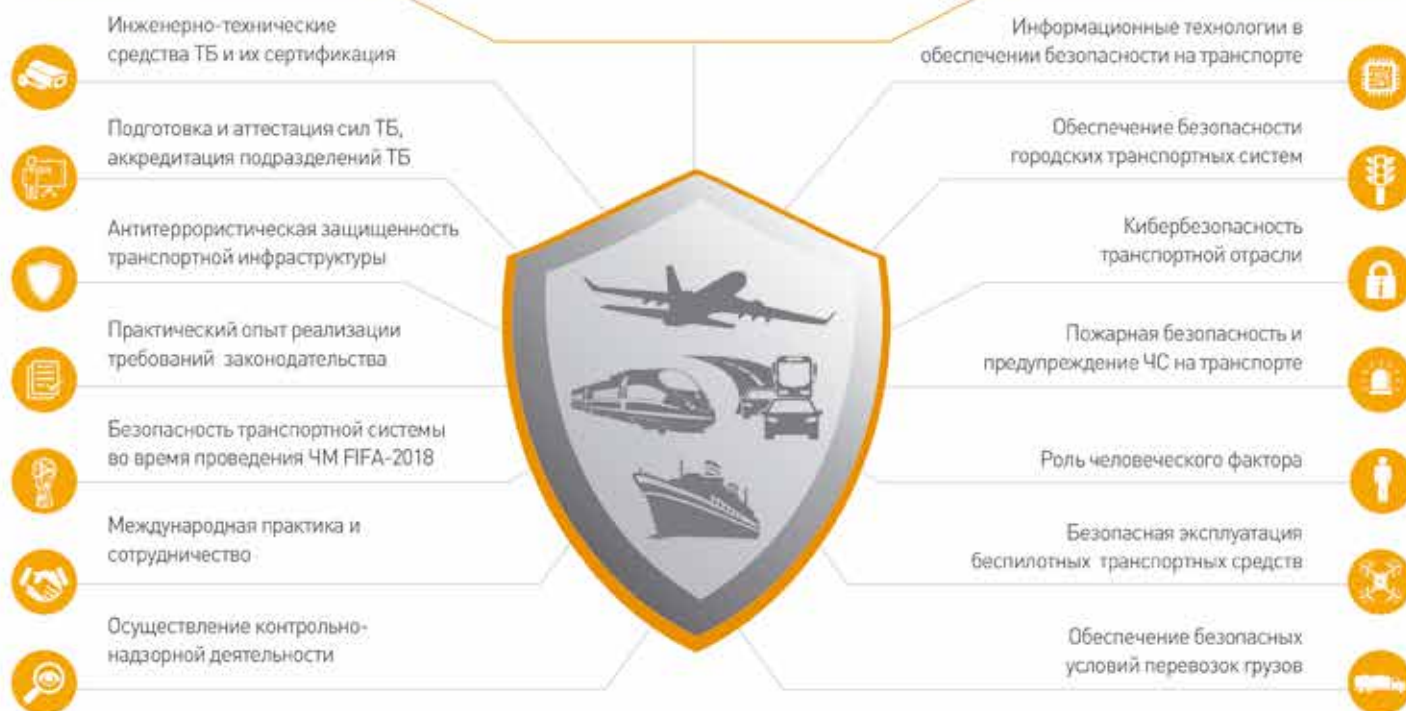 Инженерно-технические
средства ТБ и их сертификация
Подготовка и аттестация сил ТБ,
аккредитация подразделений ТБ
Антитеррористическая защищенность
транспортной инфраструктуры
Практический опыт реализации
требований законодательства
Безопасность транспортной системы
во время проведения ЧМ FIFA-2018
Международная практика и
сотрудничество
Осуществление контрольно-
надзорной деятельности
Информационные технологии в
обеспечении безопасности на транспорте
Обеспечение безопасности
городских транспортных систем
Кибербезопасность
транспортной отрасли
Пожарная безопасность и
предупреждение ЧС на транспорте
Роль человеческого фактора
Безопасная эксплуатация
беспилотных транспортных средств
Обеспечение безопасных
условий перевозок грузов